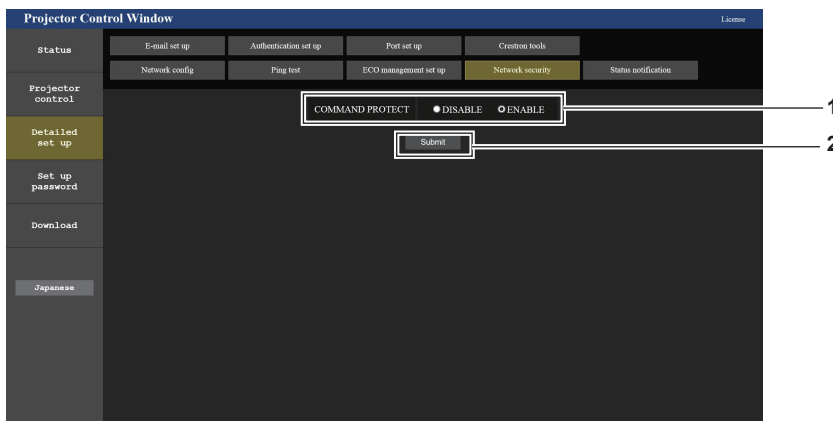 Projector Control Window
License
Status
Projector
control
Detailed
set up
Set up
password
Download
Japanese
E-mail set up
Authentication set up
Port set up
Crestron tools
Network config
Ping test
ECO management set up
Network security
Status notification
COMMAND PROTECT DISABLE ENABLE
1
Submit
2